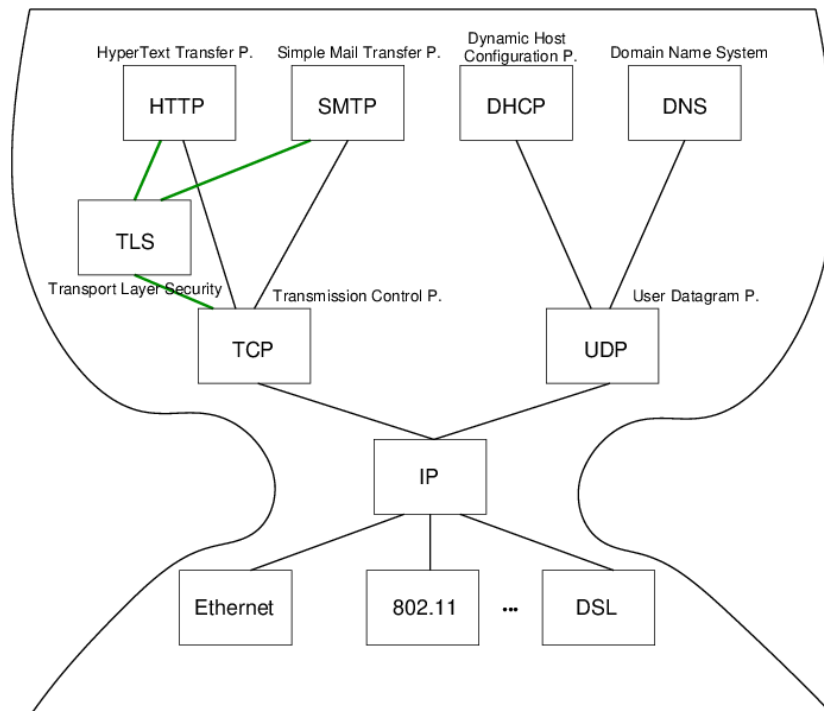 HyperText Transfer P.
Simple Mail Transfer P.
Dynamic Host
Configuration P.
Domain Name System
HTTP
SMTP
DHCP
DNS
TLS
Transport Layer Security
Transmission Control P.
User Datagram P.
TCP
UDP
IP
Ethernet
802.11
...
DSL